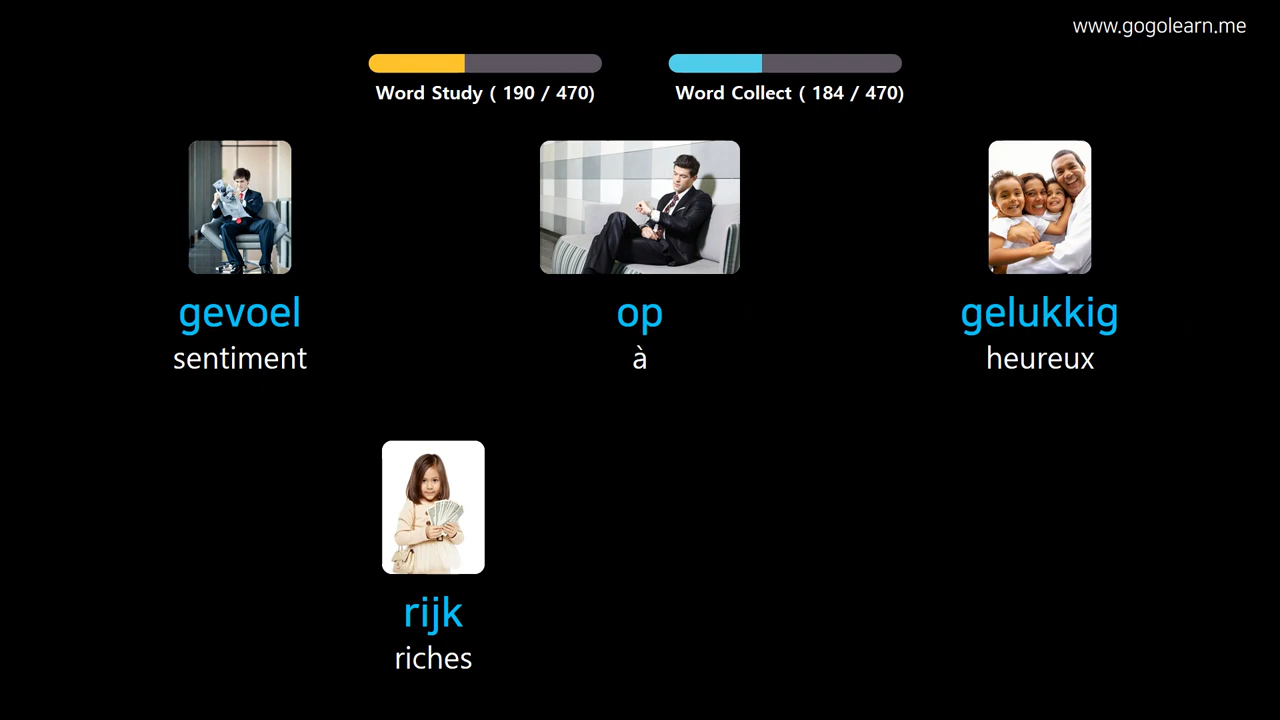 www.gogolearn.me
Word Study ( 190 / 470)
Word Collect ( 184 / 470)
gevoel
op
gelukkig
sentiment
à
heureux
rijk
riches